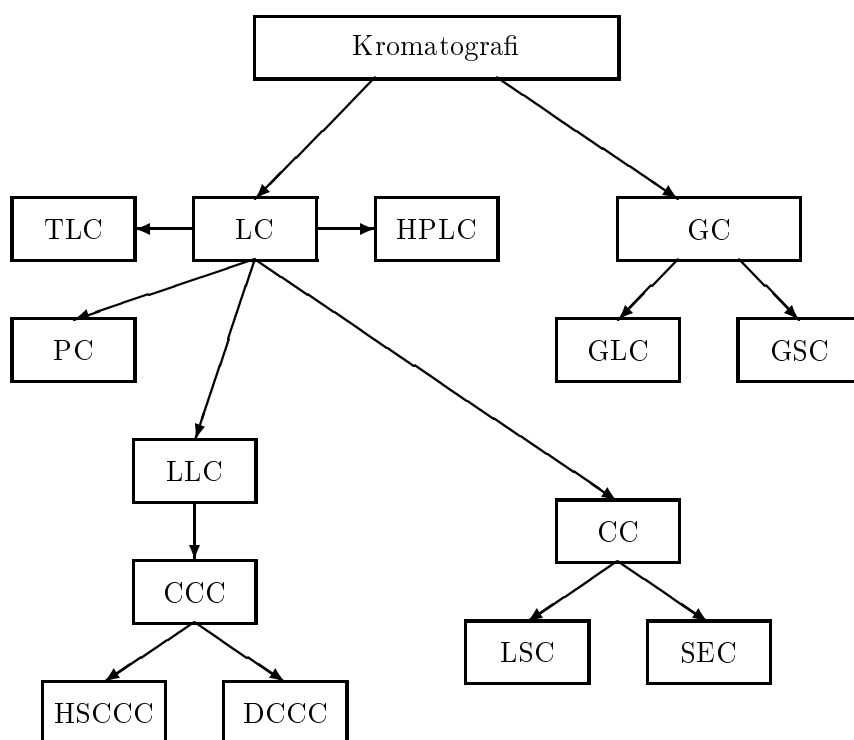 Kromatografi
TLC
LC
HPLC
GC
PC
GLC
GSC
LLC
CC
CCC
LSC
SEC
HSCCC
DCCC